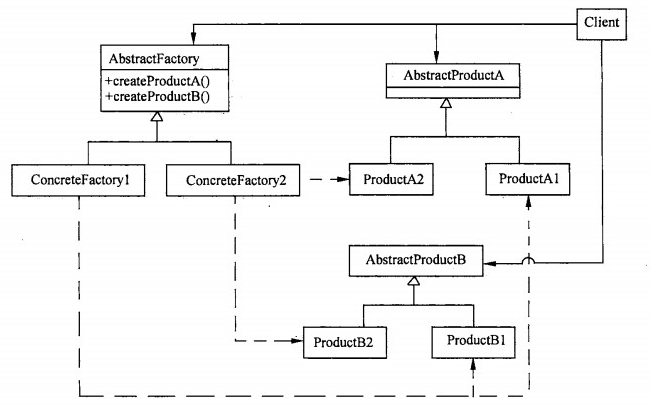 Client
AbstractFactory
+createProductA()
+createProductB()
AbstractProductA
ConcreteFactory1
ConcreteFactory2
ProductA2
ProductA1
AbstractProductB
ProductB2
ProductB1